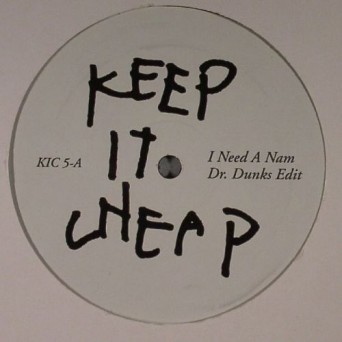 KEEP
IT
CHEAP
KIC 5-A
I Need A Nam
Dr. Dunks Edit